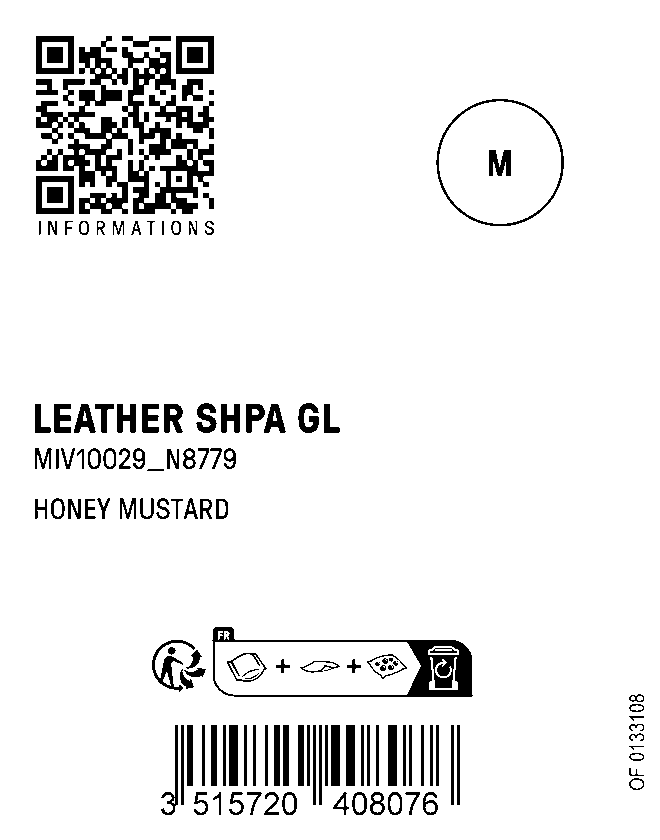 INFORMATIONS
M
LEATHER SHPA GL
MIV10029_N8779
HONEY MUSTARD
FR
3 515720 408076
OF 0133108